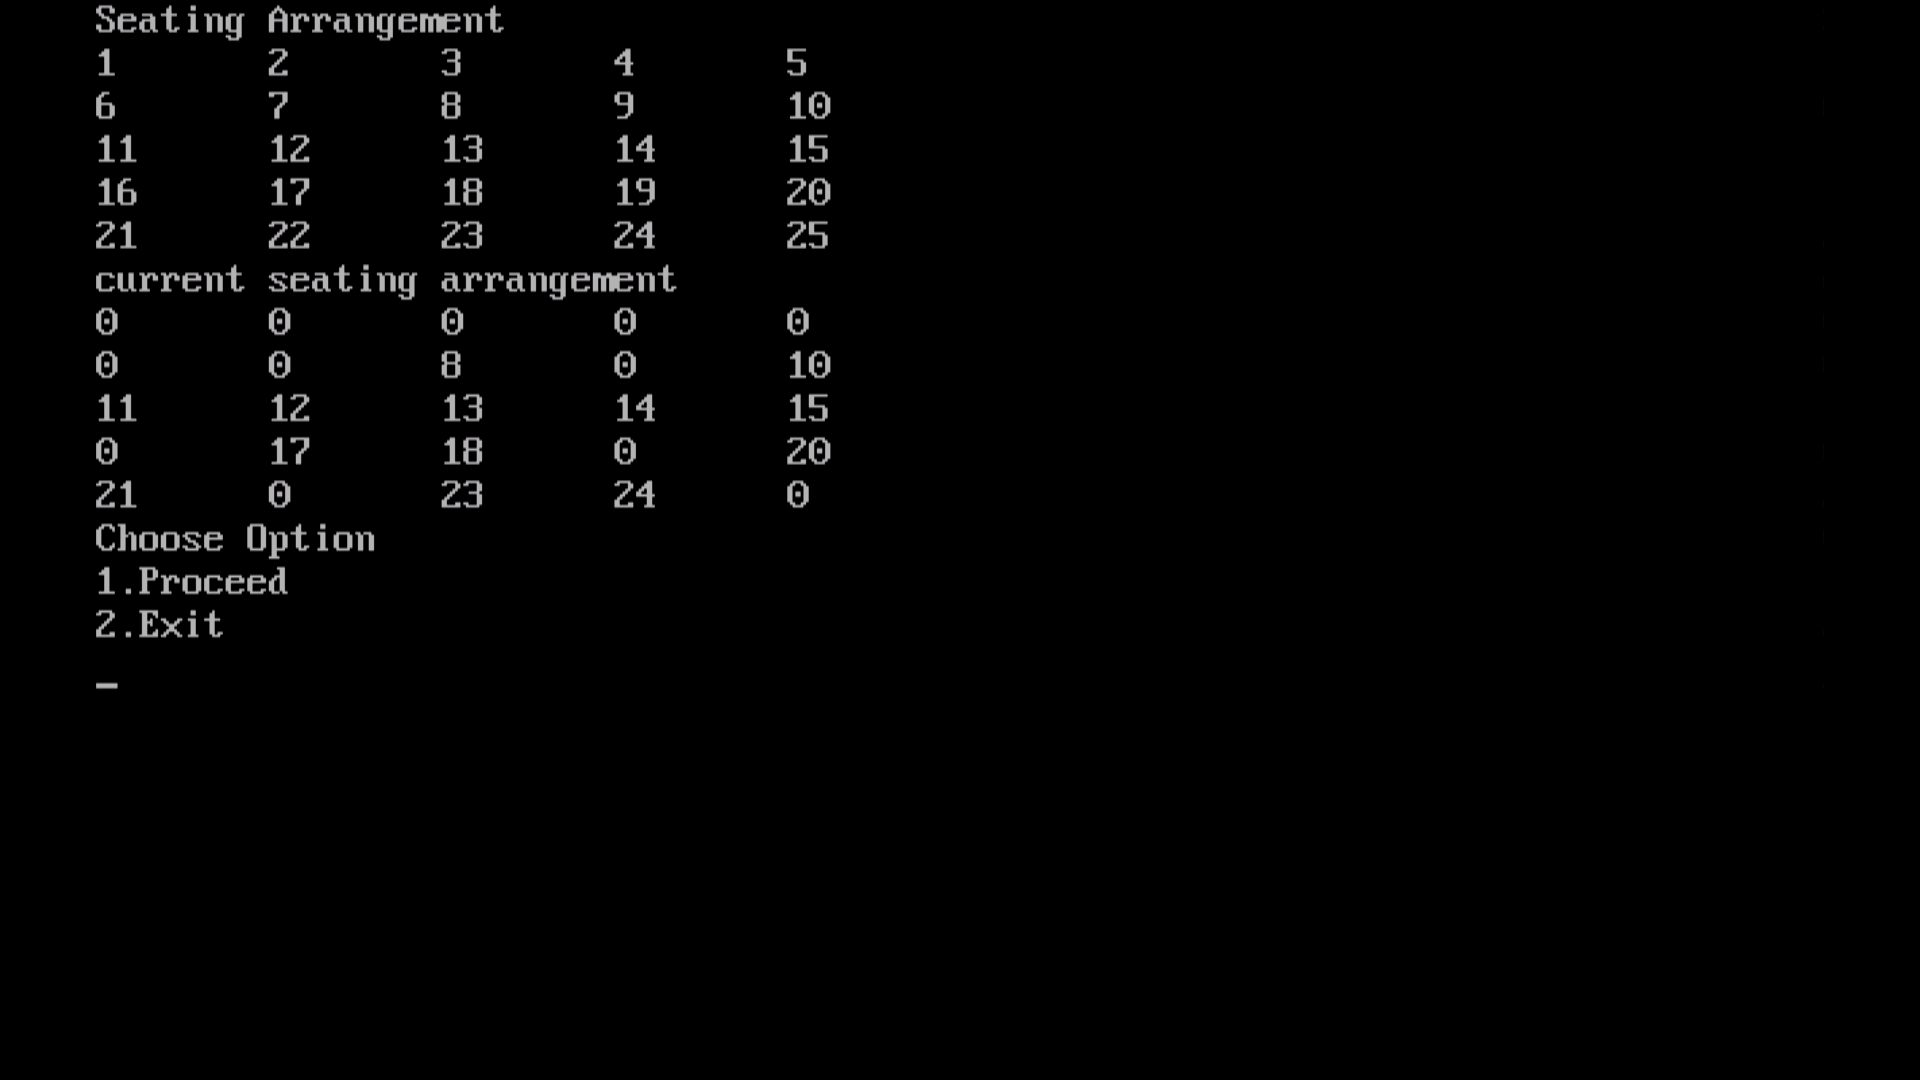 Seating Arrangement
1 2 3 4 5
6 7 8 9 10
11 12 13 14 15
16 17 18 19 20
21 22 23 24 25
current seating arrangement
0 0 0 0 0
0 0 8 0 10
11 12 13 14 15
0 17 18 0 20
21 0 23 24 0
Choose Option
1.Proceed
2.Exit
_